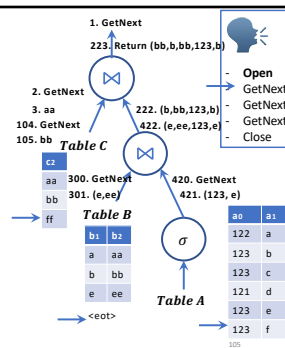 1. GetNext
223. Return (bb,b,bb,123,b)
⋈
- Open
GetNext
- GetNext
- GetNext
- Close
2. GetNext
3. aa
104. GetNext
105. bb
Table C
222. (b,bb,123,b)
422. (e,ee,123,e)
⋈
c2
aa
bb
ff
300. GetNext
301. (e,ee)
Table B
420. GetNext
421. (123, e)
b1 b2
a aa
b bb
e ee
<eot>
σ
Table A
a0 a1
122 a
123 b
123 c
121 d
123 e
123 f
105